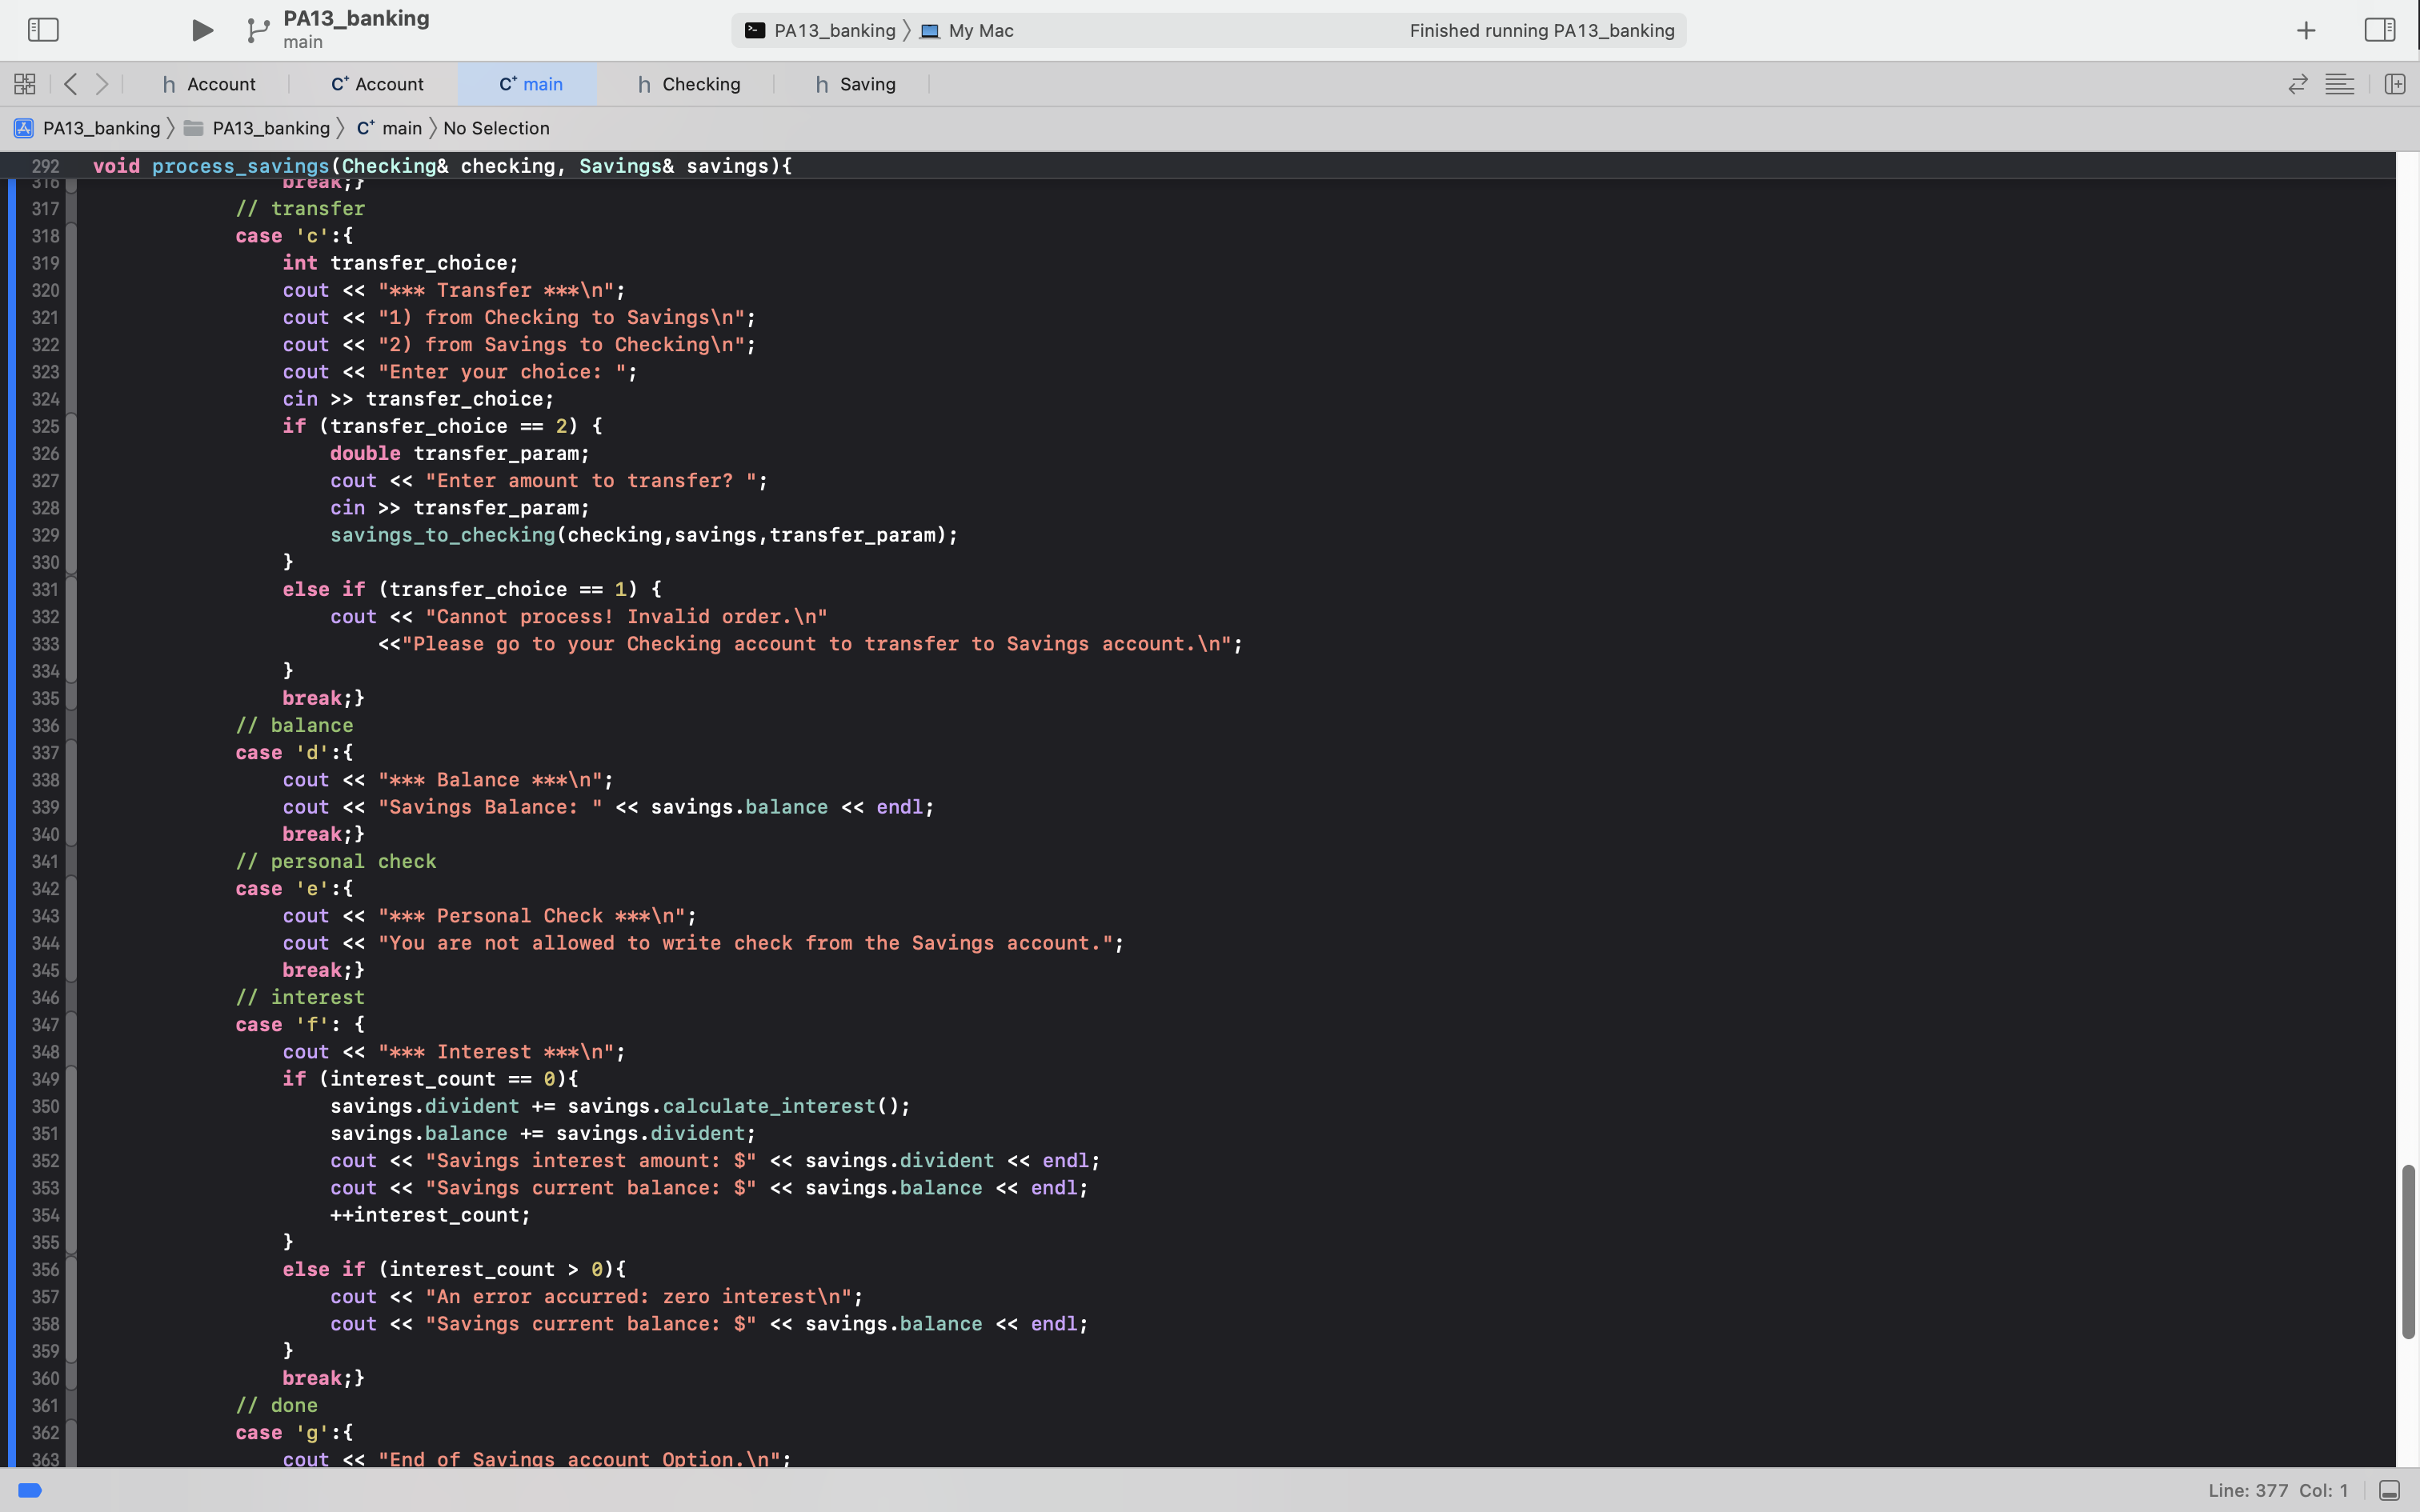 PA13_banking
main
PA13_banking 〉 My Mac
Finished running PA13_banking
h Account
C+ Account
C+ main
h Checking
h Saving
PA13_banking 〉 PA13_banking 〉 C+ main 〉 No Selection
292 void process_savings(Checking& checking, Savings& savings){
316 break;}
317 // transfer
318 case 'c':{
319 int transfer_choice;
320 cout << "*** Transfer ***\n";
321 cout << "1) from Checking to Savings\n";
322 cout << "2) from Savings to Checking\n";
323 cout << "Enter your choice: ";
324 cin >> transfer_choice;
325 if (transfer_choice == 2) {
326 double transfer_param;
327 cout << "Enter amount to transfer? ";
328 cin >> transfer_param;
329 savings_to_checking(checking,savings,transfer_param);
330 }
331 else if (transfer_choice == 1) {
332 cout << "Cannot process! Invalid order.\n"
333 <<"Please go to your Checking account to transfer to Savings account.\n";
334 }
335 break;}
336 // balance
337 case 'd':{
338 cout << "*** Balance ***\n";
339 cout << "Savings Balance: " << savings.balance << endl;
340 break;}
341 // personal check
342 case 'e':{
343 cout << "*** Personal Check ***\n";
344 cout << "You are not allowed to write check from the Savings account.";
345 break;}
346 // interest
347 case 'f': {
348 cout << "*** Interest ***\n";
349 if (interest_count == 0){
350 savings.divident += savings.calculate_interest();
351 savings.balance += savings.divident;
352 cout << "Savings interest amount: $" << savings.divident << endl;
353 cout << "Savings current balance: $" << savings.balance << endl;
354 ++interest_count;
355 }
356 else if (interest_count > 0){
357 cout << "An error accurred: zero interest\n";
358 cout << "Savings current balance: $" << savings.balance << endl;
359 }
360 break;}
361 // done
362 case 'g':{
363 cout << "End of Savings account Option.\n";
Line: 377 Col: 1